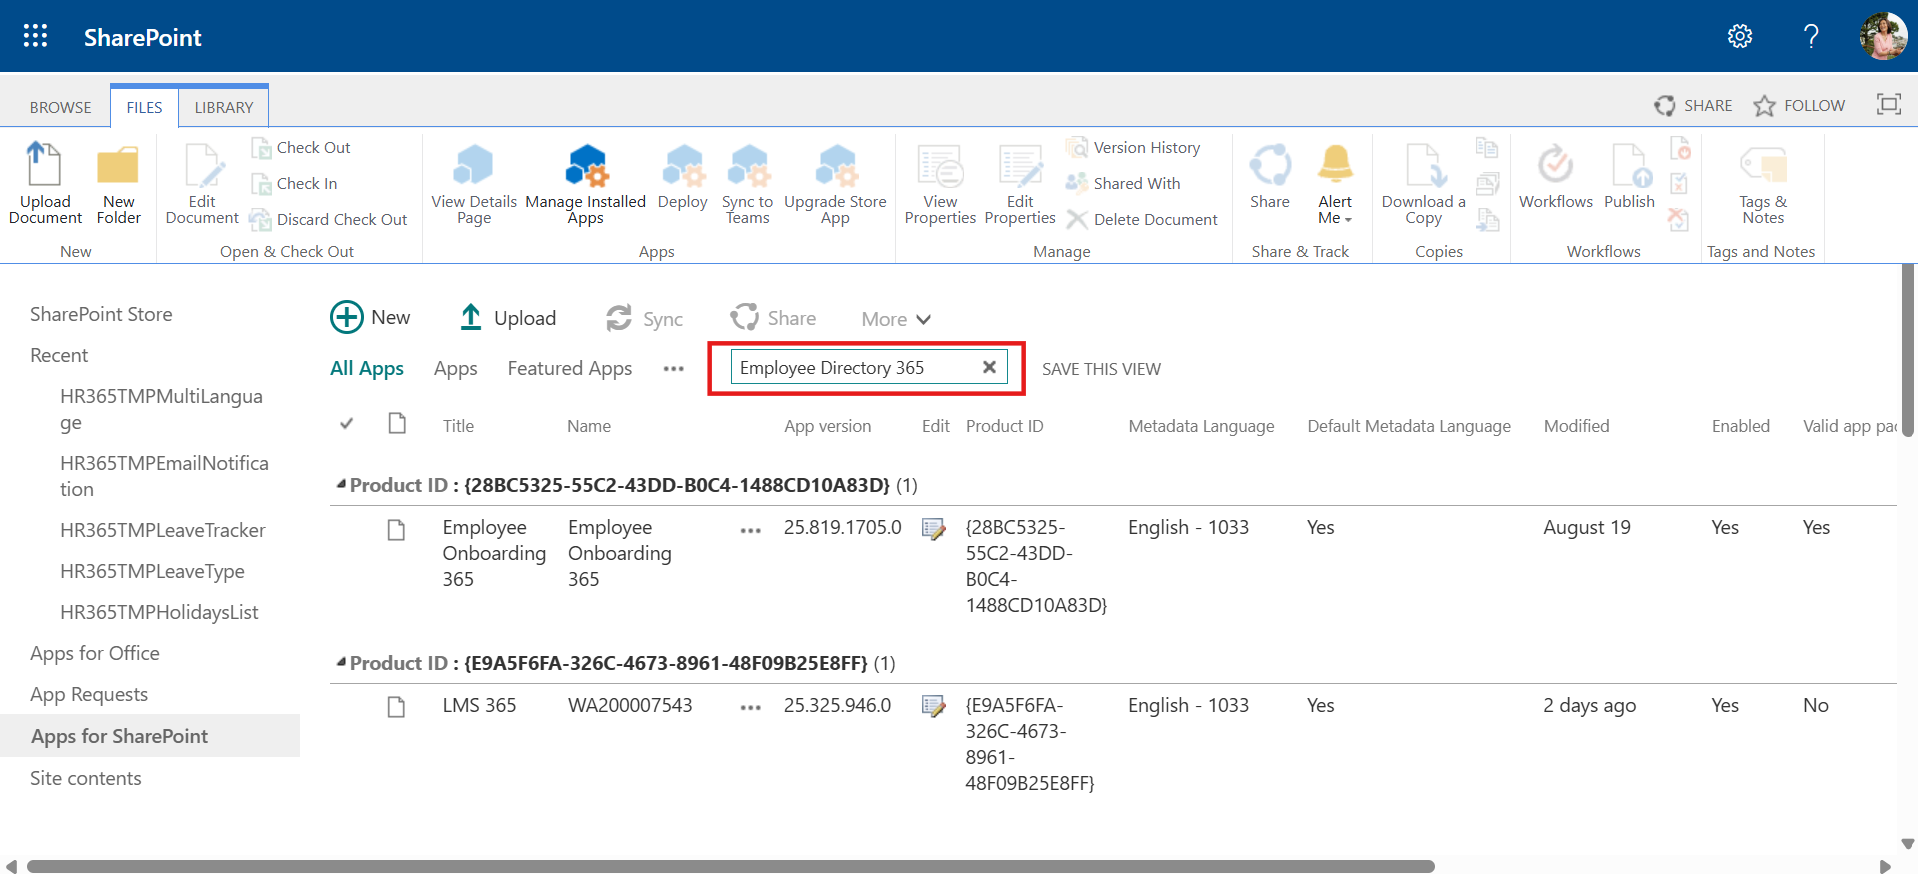 SharePoint
BROWSE FILES LIBRARY SHARE FOLLOW
Upload Document
New Folder
New
Edit Document
Check Out
Check In
Discard Check Out
Open & Check Out
View Details Page
Manage Installed Apps
Deploy
Sync to Teams
Upgrade Store App
Apps
View Properties
Edit Properties
Version History
Shared With
Delete Document
Manage
Share
Alert Me
Share & Track
Download a Copy
Copies
Workflows
Publish
Workflows
Tags & Notes
Tags and Notes
SharePoint Store
Recent
HR365TMPMultiLangua
ge
HR365TMPEmailNotifica
tion
HR365TMPLeaveTracker
HR365TMPLeaveType
HR365TMPHolidaysList
Apps for Office
App Requests
Apps for SharePoint
Site contents
New Upload Sync Share More
All Apps Apps Featured Apps ••• Employee Directory 365 SAVE THIS VIEW
Title Name App version Edit Product ID Metadata Language Default Metadata Language Modified Enabled Valid app pac
Product ID : {28BC5325-55C2-43DD-B0C4-1488CD10A83D} (1)
Employee Onboarding 365 Employee Onboarding 365 ••• 25.819.1705.0 {28BC5325-55C2-43DD-B0C4-1488CD10A83D} English - 1033 Yes August 19 Yes Yes
Product ID : {E9A5F6FA-326C-4673-8961-48F09B25E8FF} (1)
LMS 365 WA200007543 ••• 25.325.946.0 {E9A5F6FA-326C-4673-8961-48F09B25E8FF} English - 1033 Yes 2 days ago Yes No